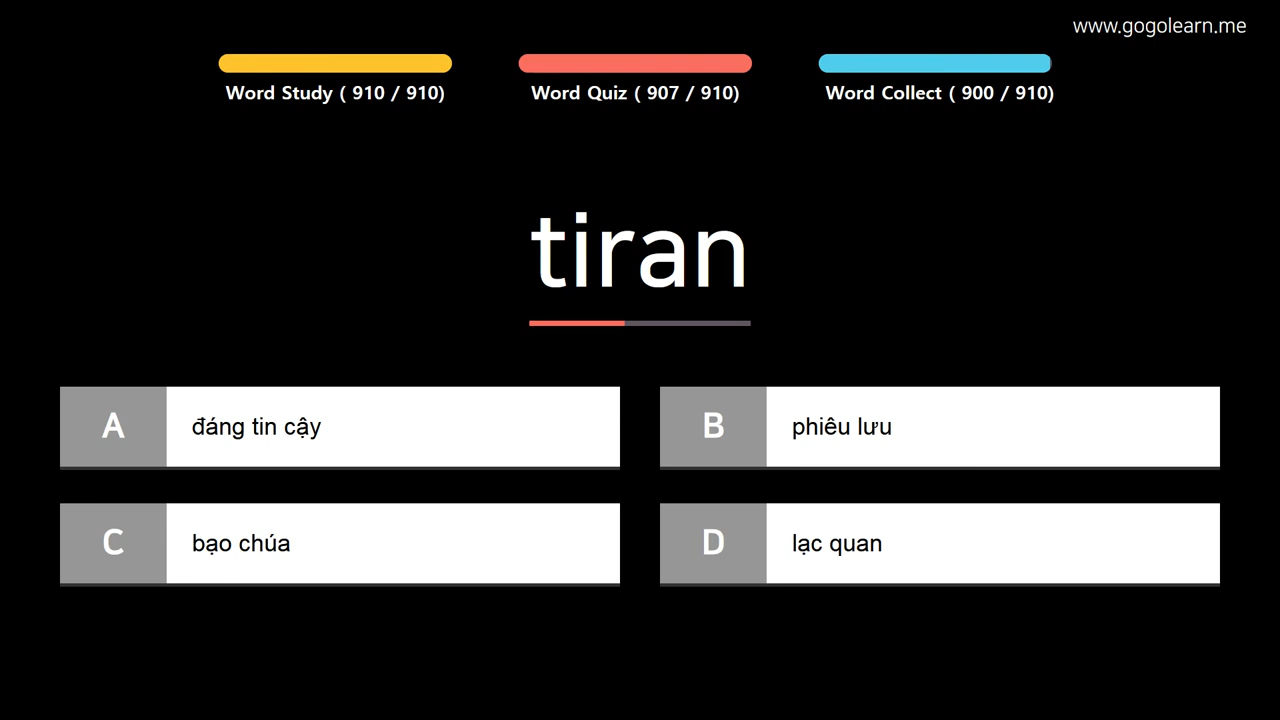 www.gogolearn.me
Word Study ( 910 / 910)
Word Quiz ( 907 / 910)
Word Collect ( 900 / 910)
tiran
A
đáng tin cậy
B
phiêu lưu
C
bạo chúa
D
lạc quan